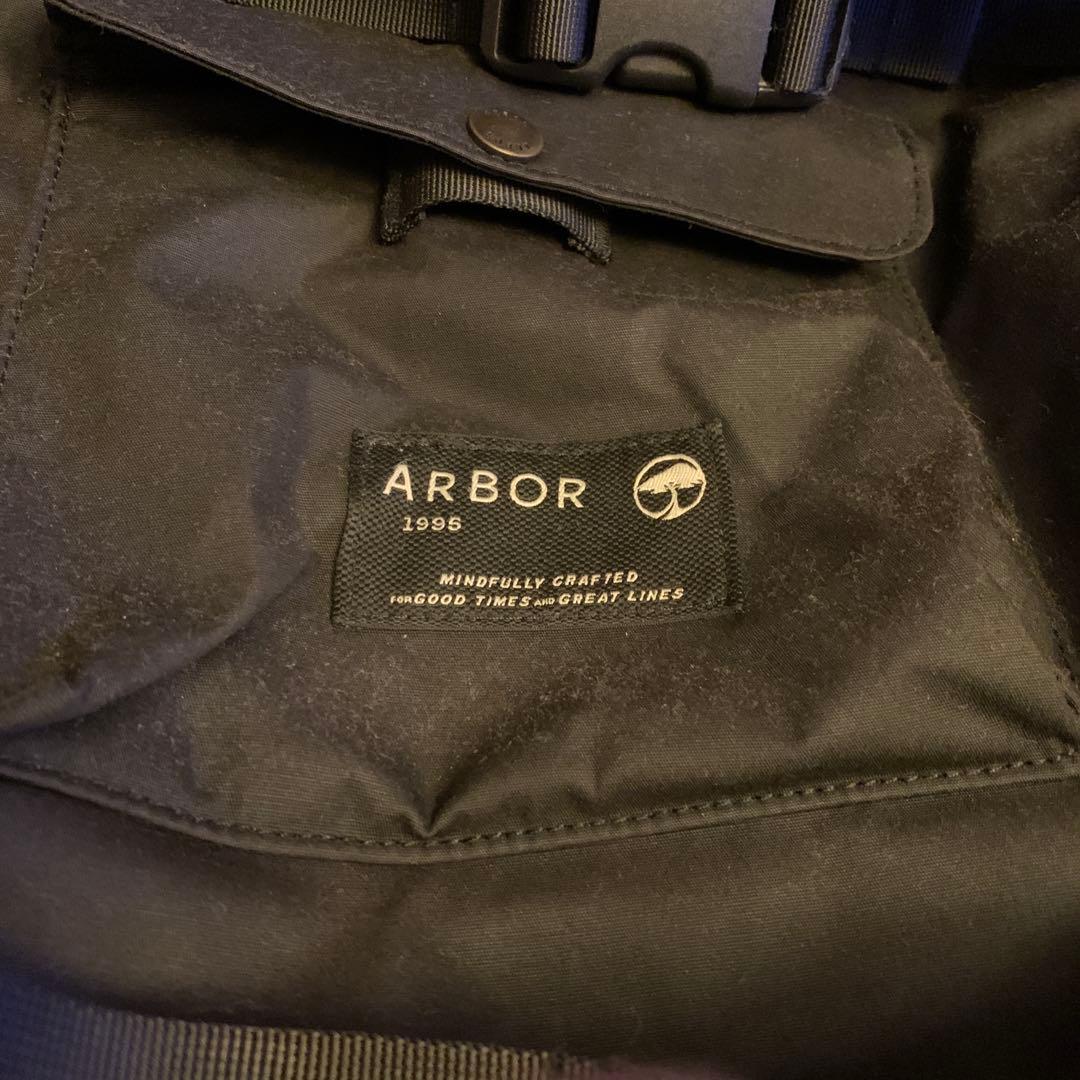 ARBOR
1995
MINDFULLY CRAFTED
FOR GOOD TIMES AND GREAT LINES